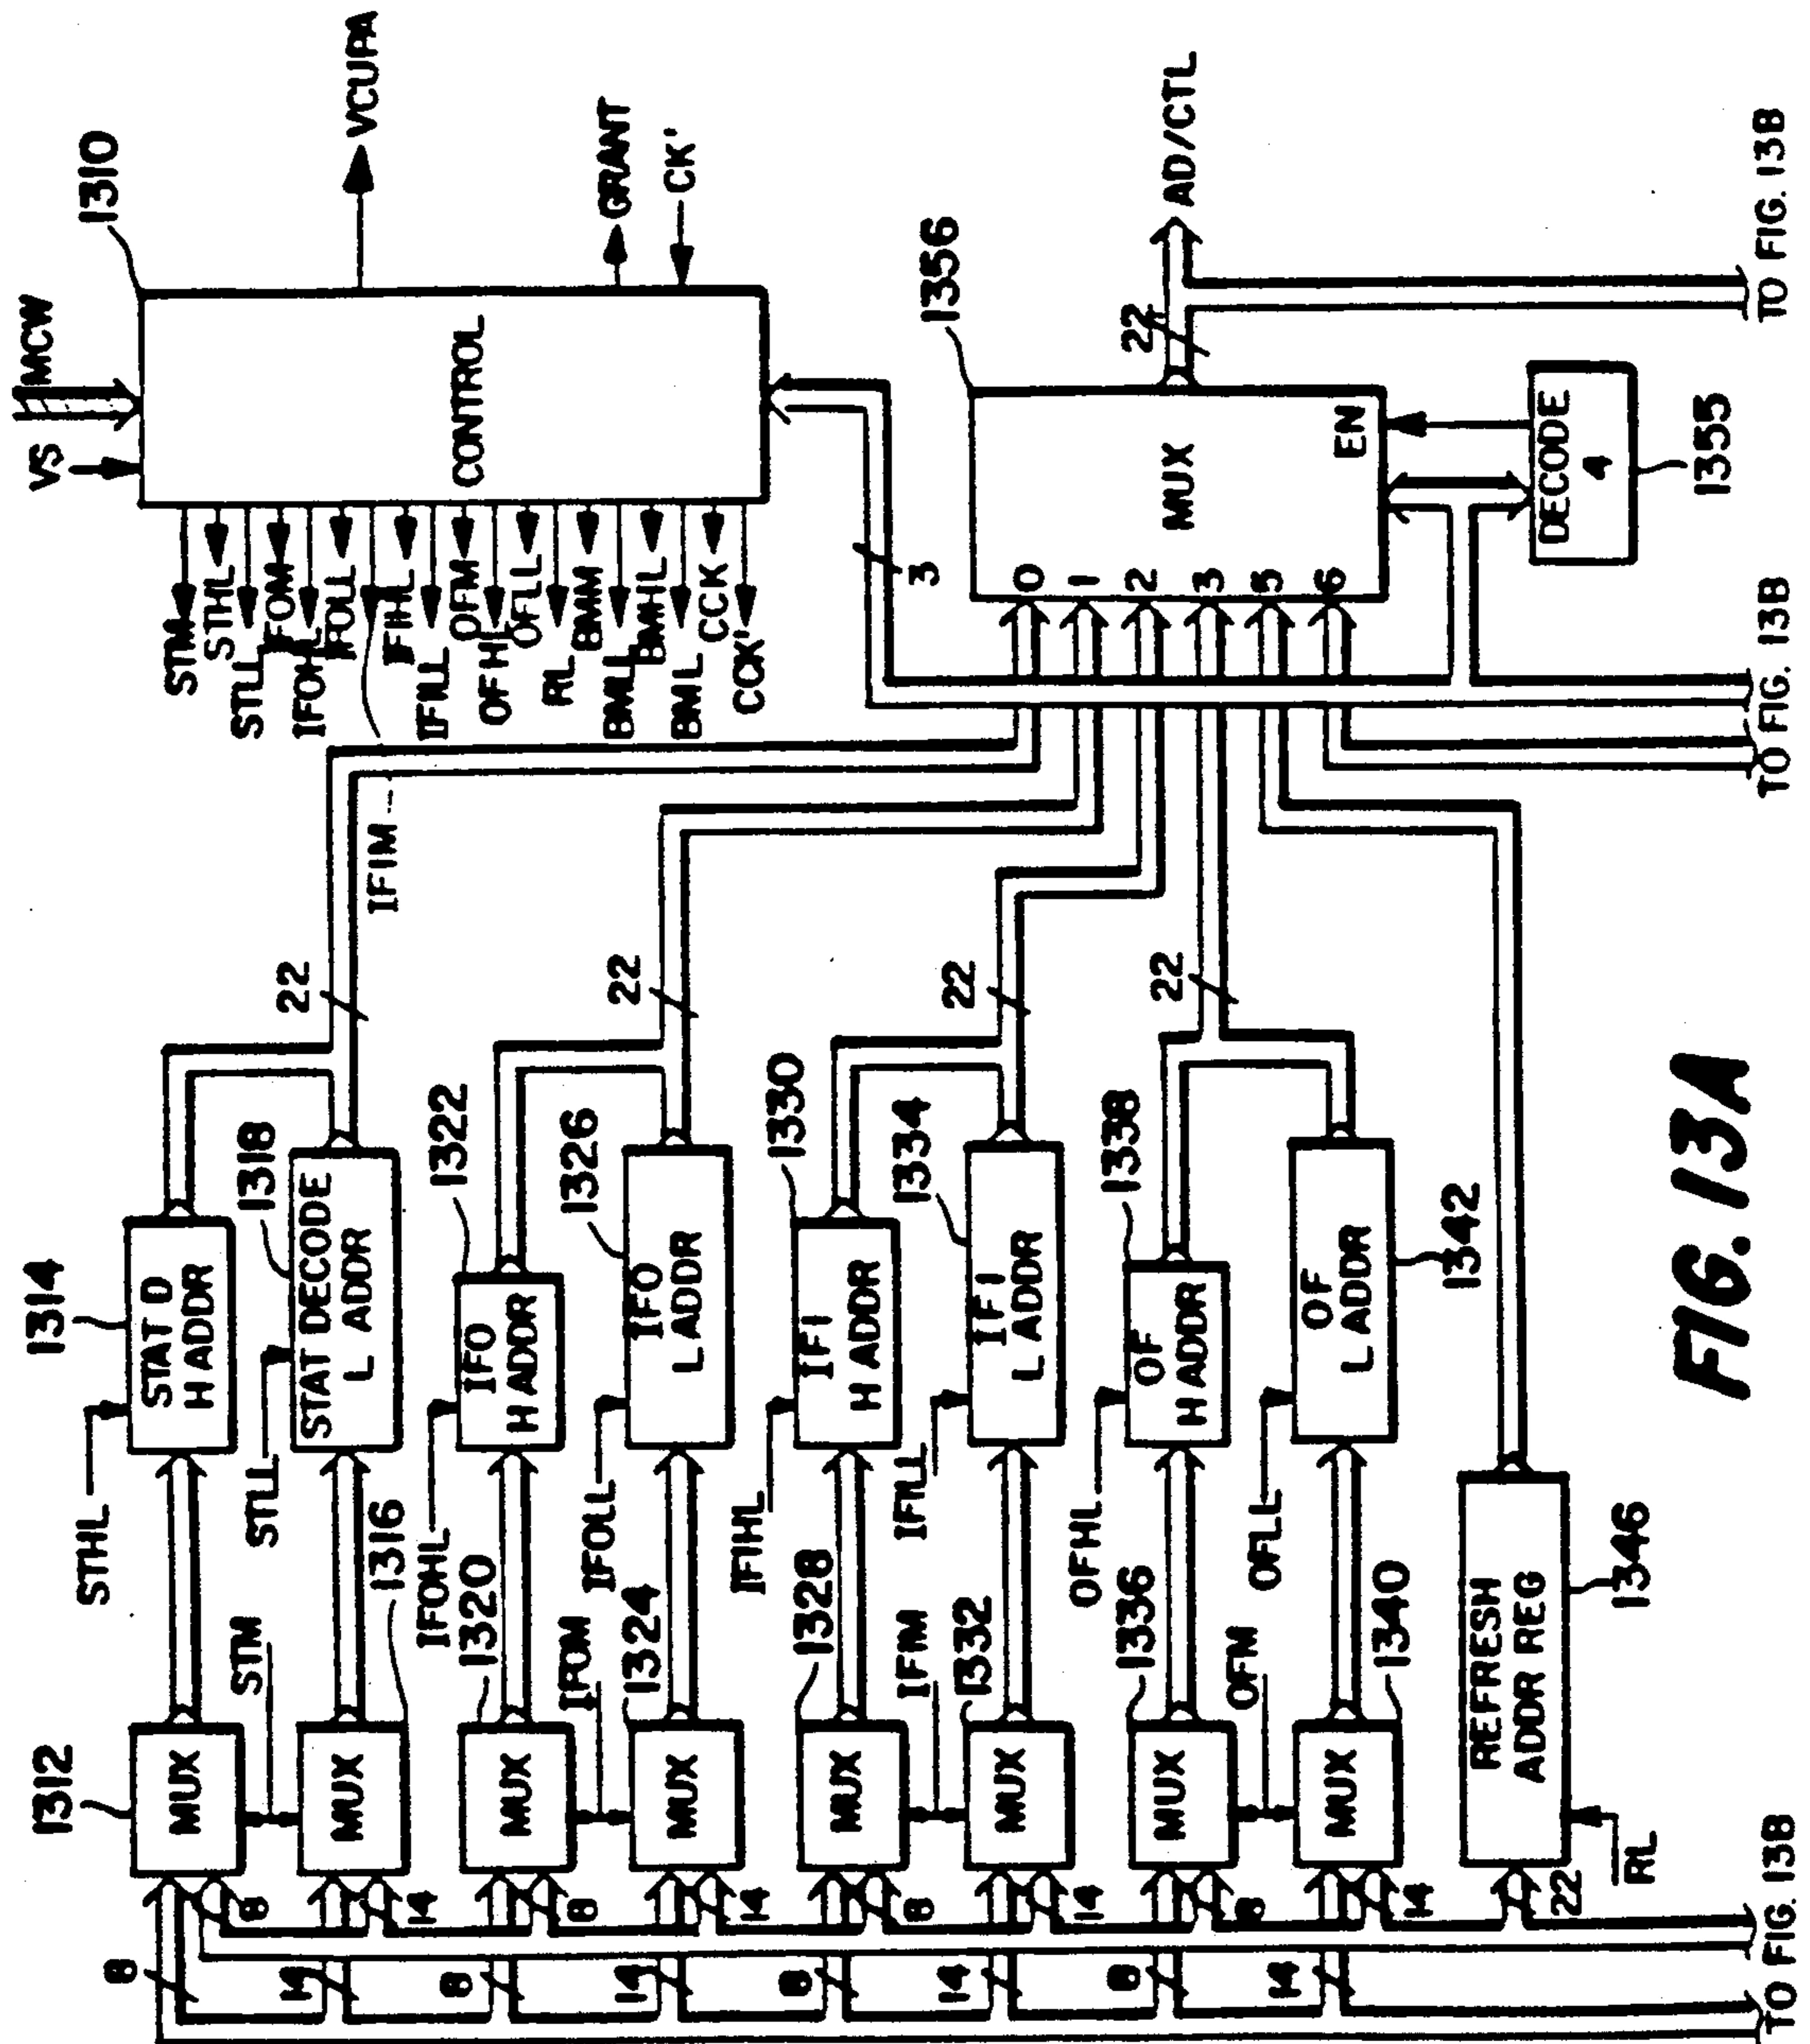 1310
MCW
VS
VCUPA
GRANT
CK'
CONTROL
STM
STHL
STLL
IFOM
IFOHL
IFOLL
IFIHL
IFILL
OFM
OFHL
OFLL
RL
BMM
BMLL
BMHL
BML
CCK
CCK'
IFIM
3
1356
MUX
0
1
2
3
5
6
EN
22
AD/CTL
DECODE
4
1355
TO FIG. 13B
TO FIG. 13B
TO FIG. 13B
1312
MUX
STHL
1314
STAT D
H ADDR
STM
MUX
1316
STLL
1318
STAT DECODE
L ADDR
22
1320
MUX
IFOHL
1322
IFO
H ADDR
IFOM
1324
MUX
IFOLL
1326
IFO
L ADDR
22
1328
MUX
IFIHL
1330
IFI
H ADDR
IFIM
1332
MUX
IFILL
1334
IFI
L ADDR
22
1336
MUX
OFHL
1338
OF
H ADDR
OFM
1340
MUX
OFLL
OF
L ADDR
1342
22
REFRESH
ADDR REG
1346
RL
22
8
14
8
14
8
14
8
14
8
14
8
14
8
14
8
14
TO FIG. 13B
FIG. 13A